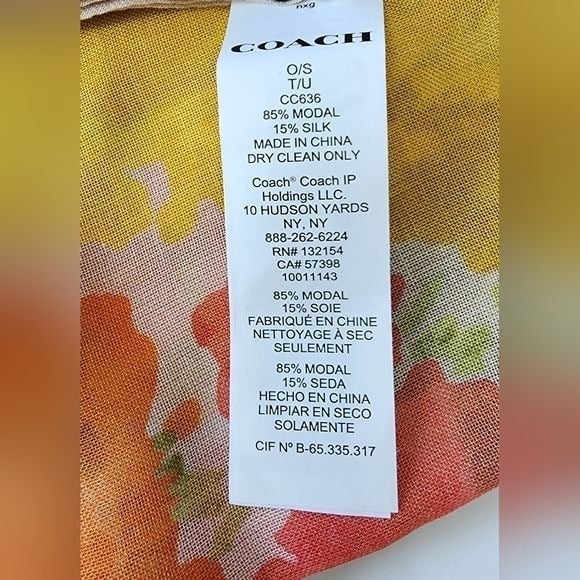 nxg
COACH
O/S
T/U
CC636
85% MODAL
15% SILK
MADE IN CHINA
DRY CLEAN ONLY
Coach® Coach IP
Holdings LLC.
10 HUDSON YARDS
NY, NY
888-262-6224
RN# 132154
CA# 57398
10011143
85% MODAL
15% SOIE
FABRIQUÉ EN CHINE
NETTOYAGE À SEC
SEULEMENT
85% MODAL
15% SEDA
HECHO EN CHINA
LIMPIAR EN SECO
SOLAMENTE
CIF Nº B-65.335.317